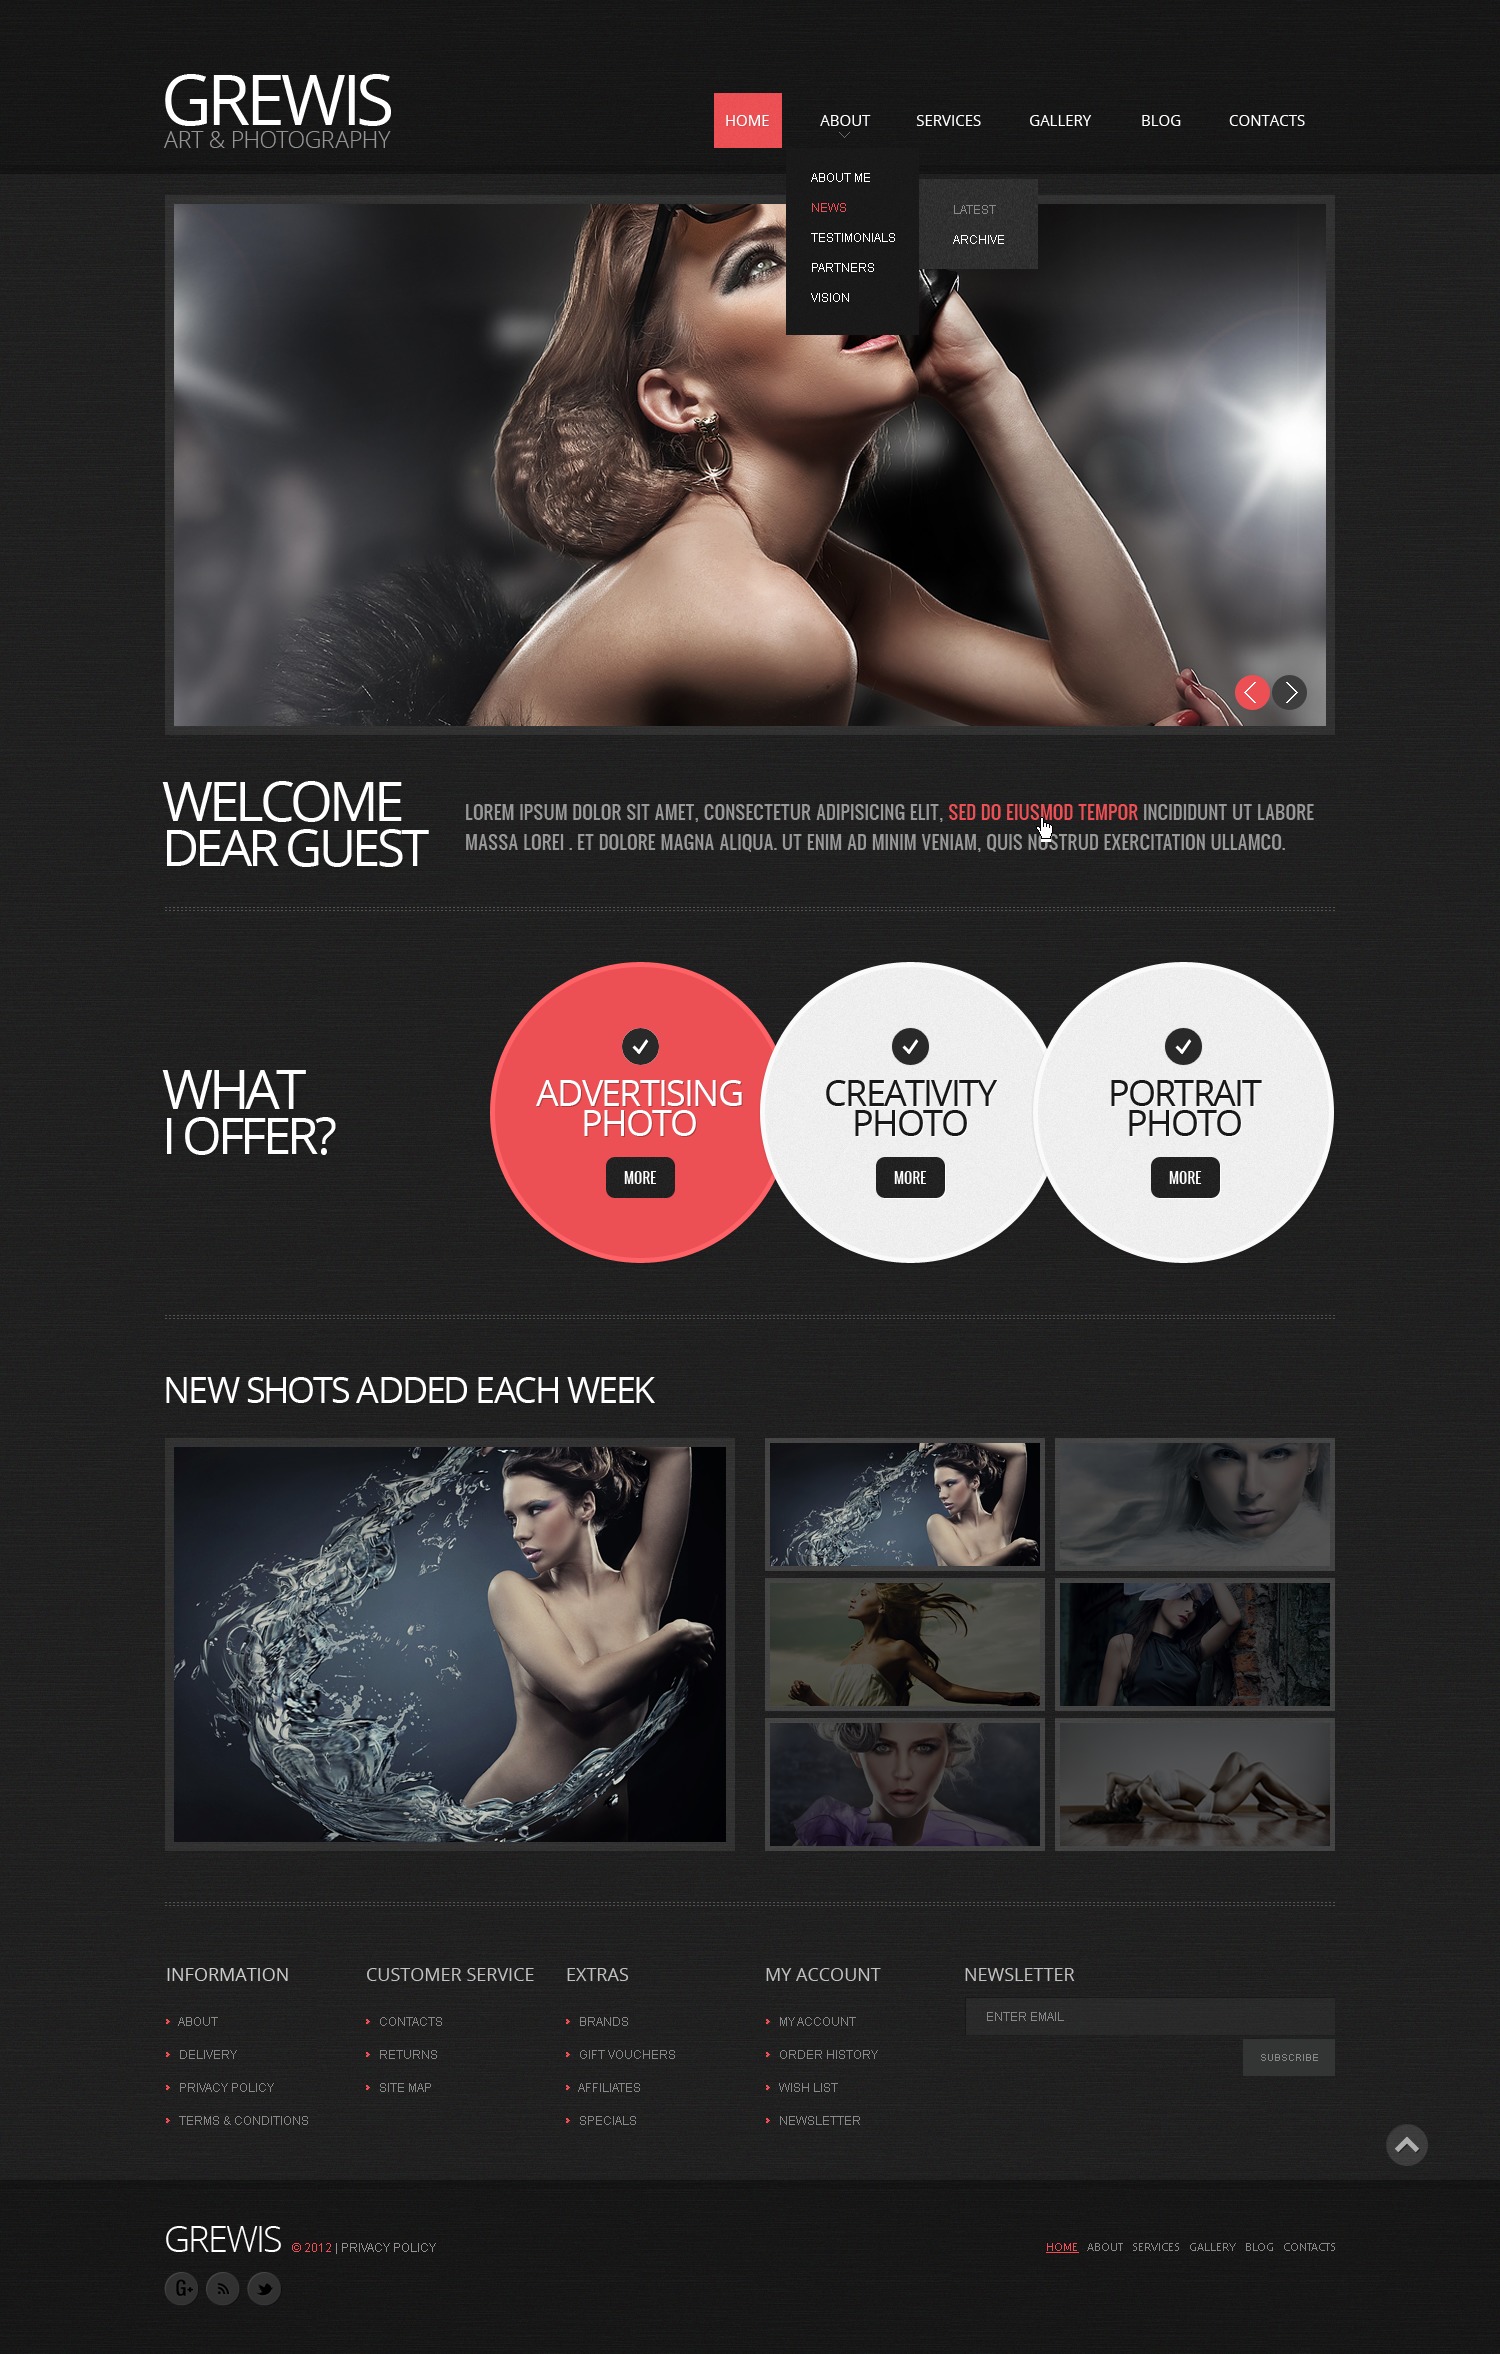 GREWIS
ART & PHOTOGRAPHY
HOME ABOUT SERVICES GALLERY BLOG CONTACTS
ABOUT ME
NEWS
TESTIMONIALS
PARTNERS
VISION
LATEST
ARCHIVE
WELCOME
DEAR GUEST
LOREM IPSUM DOLOR SIT AMET, CONSECTETUR ADIPISICING ELIT, SED DO EIUSMOD TEMPOR INCIDIDUNT UT LABORE
MASSA LOREI . ET DOLORE MAGNA ALIQUA. UT ENIM AD MINIM VENIAM, QUIS NOSTRUD EXERCITATION ULLAMCO.
WHAT
I OFFER?
ADVERTISING
PHOTO
MORE
CREATIVITY
PHOTO
MORE
PORTRAIT
PHOTO
MORE
NEW SHOTS ADDED EACH WEEK
INFORMATION
ABOUT
DELIVERY
PRIVACY POLICY
TERMS & CONDITIONS
CUSTOMER SERVICE
CONTACTS
RETURNS
SITE MAP
EXTRAS
BRANDS
GIFT VOUCHERS
AFFILIATES
SPECIALS
MY ACCOUNT
MY ACCOUNT
ORDER HISTORY
WISH LIST
NEWSLETTER
NEWSLETTER
ENTER EMAIL
SUBSCRIBE
GREWIS © 2012 | PRIVACY POLICY
HOME ABOUT SERVICES GALLERY BLOG CONTACTS
G+